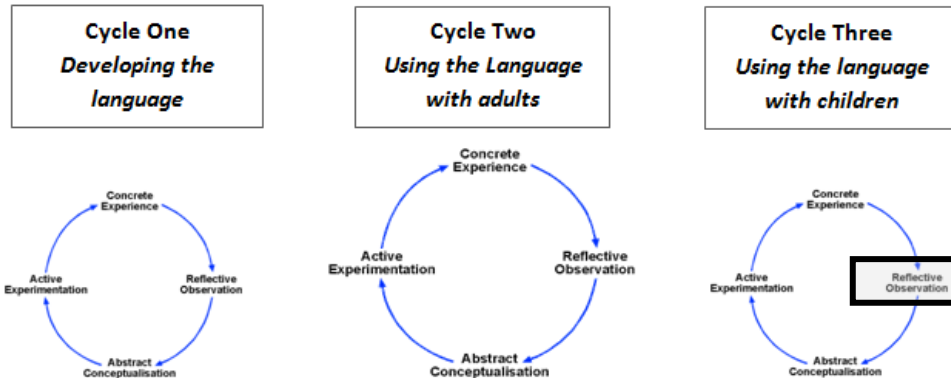 Cycle One
Developing the
language
Cycle Two
Using the Language
with adults
Cycle Three
Using the language
with children
Concrete
Experience
Reflective
Observation
Abstract
Conceptualisation
Active
Experimentation
Concrete
Experience
Reflective
Observation
Abstract
Conceptualisation
Active
Experimentation
Concrete
Experience
Reflective
Observation
Abstract
Conceptualisation
Active
Experimentation